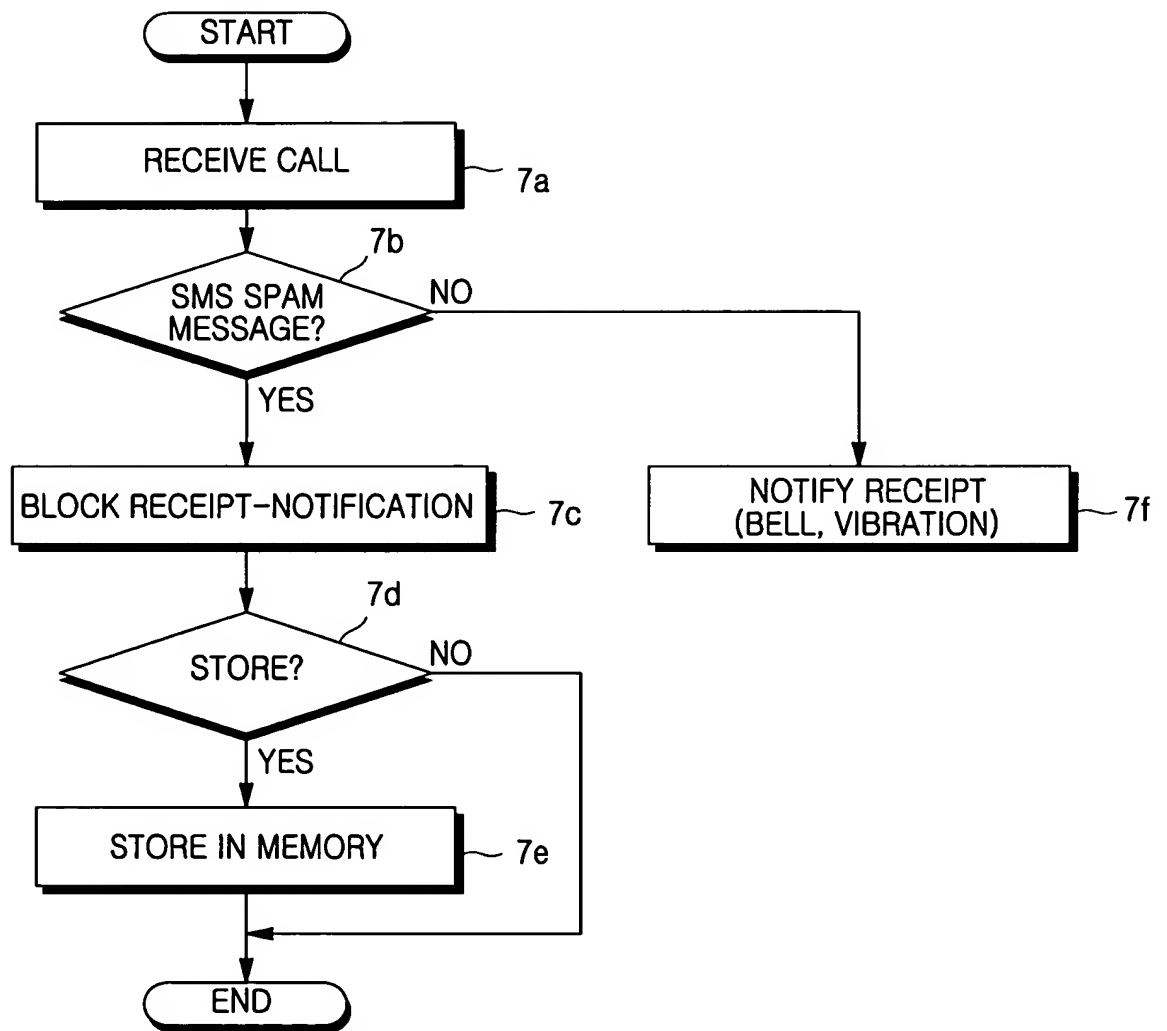 START
RECEIVE CALL
7a
7b
SMS SPAM
MESSAGE?
NO
YES
BLOCK RECEIPT-NOTIFICATION
7c
NOTIFY RECEIPT
(BELL, VIBRATION)
7f
7d
STORE?
NO
YES
STORE IN MEMORY
7e
END